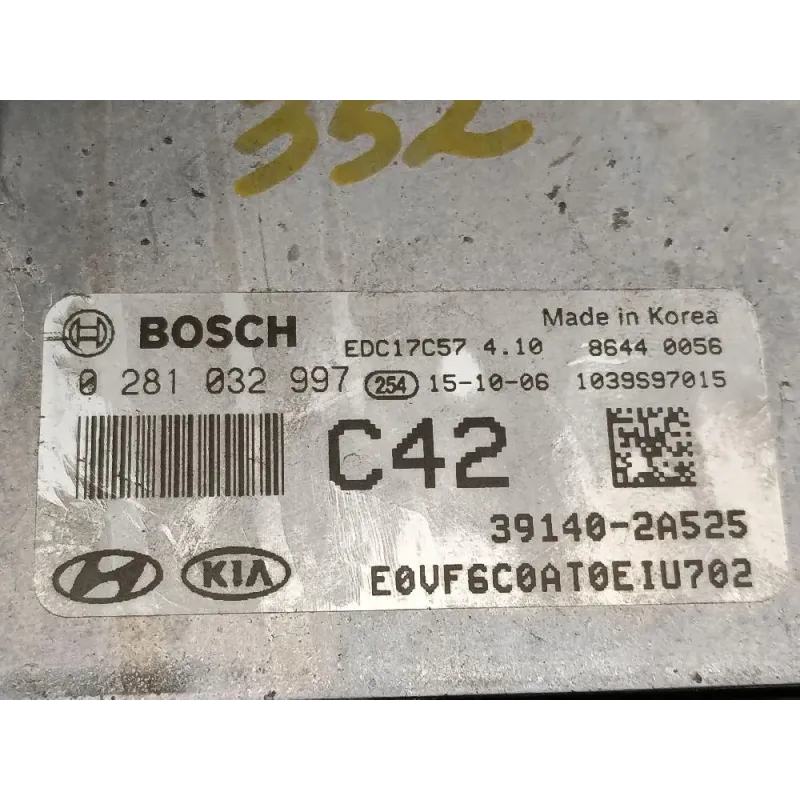 352
BOSCH
Made in Korea
EDC17C57 4.10 8644 0056
0 281 032 997 254 15-10-06 1039S97015
C42
39140-2A525
KIA E0VF6C0AT0EIU702